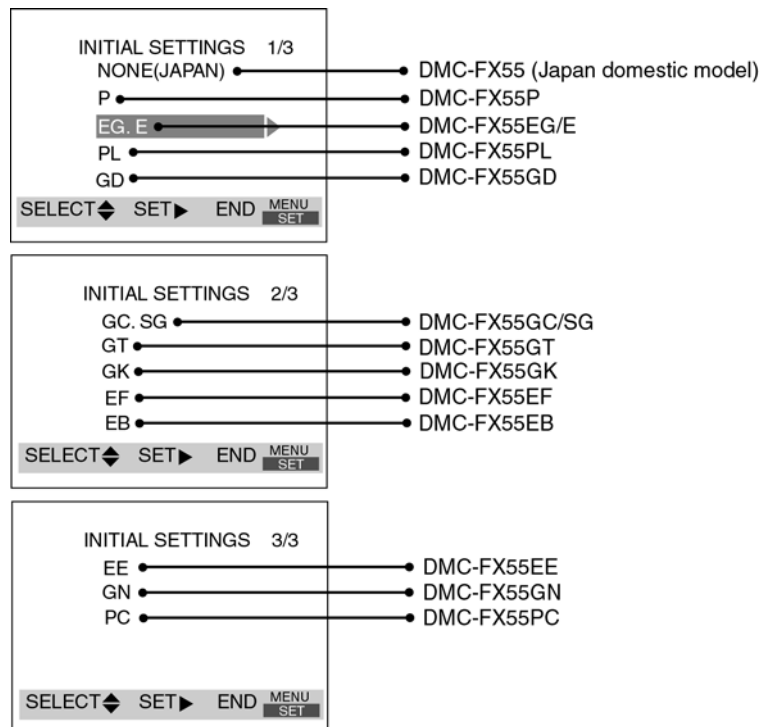 INITIAL SETTINGS 1/3
NONE(JAPAN) DMC-FX55 (Japan domestic model)
P DMC-FX55P
EG. E DMC-FX55EG/E
PL DMC-FX55PL
GD DMC-FX55GD
SELECT SET END MENU
SET
INITIAL SETTINGS 2/3
GC. SG DMC-FX55GC/SG
GT DMC-FX55GT
GK DMC-FX55GK
EF DMC-FX55EF
EB DMC-FX55EB
SELECT SET END MENU
SET
INITIAL SETTINGS 3/3
EE DMC-FX55EE
GN DMC-FX55GN
PC DMC-FX55PC
SELECT SET END MENU
SET